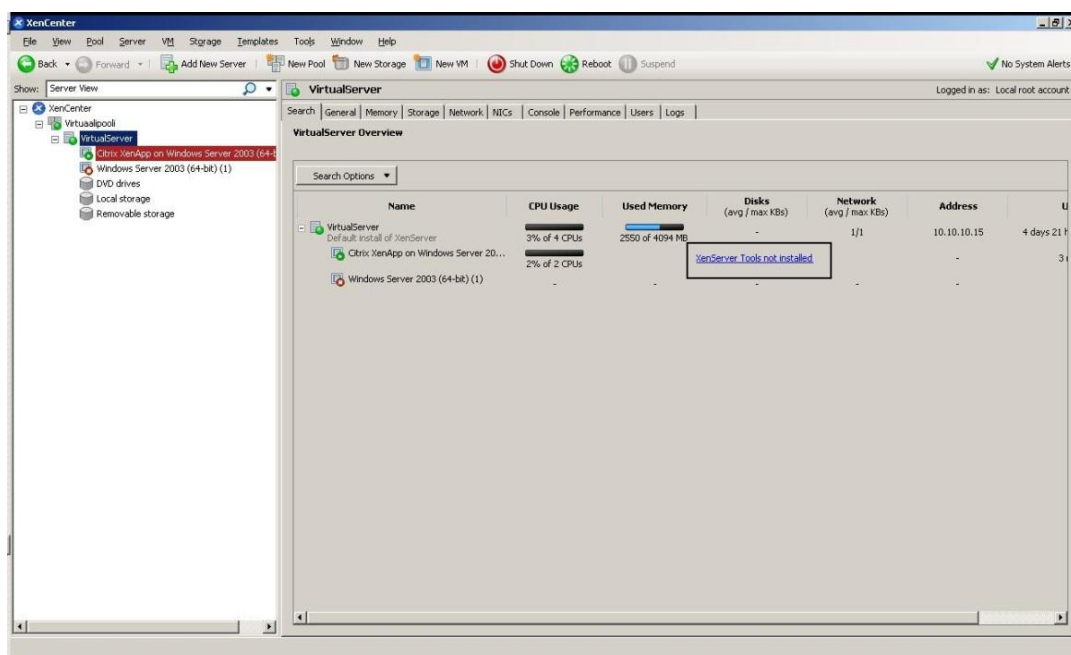 XenCenter
File View Pool Server VM Storage Templates Tools Window Help
Back Forward Add New Server New Pool New Storage New VM Shut Down Reboot Suspend No System Alerts
Show: Server View VirtualServer Logged in as: Local root account
XenCenter
Virtuaalipooli
VirtualServer
Citrix XenApp on Windows Server 2003 (64-b
Windows Server 2003 (64-bit) (1)
DVD drives
Local storage
Removable storage
Search General Memory Storage Network NICs Console Performance Users Logs
VirtualServer Overview
Search Options
Name CPU Usage Used Memory Disks (avg / max KBs) Network (avg / max KBs) Address U
VirtualServer
Default install of XenServer 3% of 4 CPUs 2550 of 4094 MB - 1/1 10.10.10.15 4 days 21 h
Citrix XenApp on Windows Server 20... 2% of 2 CPUs XenServer Tools not installed - 3
Windows Server 2003 (64-bit) (1) - - - - -